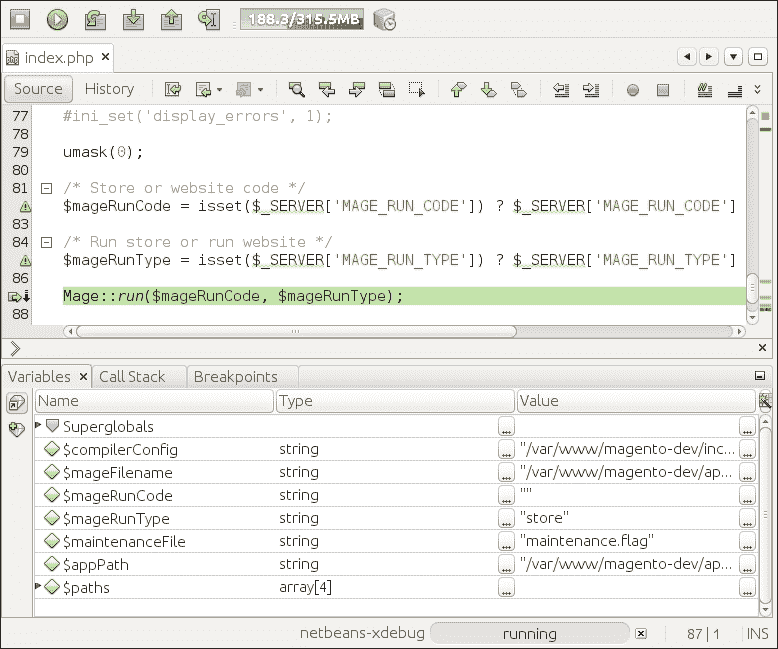 188.3/315.5MB
index.php
Source History
77 #ini_set('display_errors', 1);
78
79 umask(0);
80
81 /* Store or website code */
$mageRunCode = isset($_SERVER['MAGE_RUN_CODE']) ? $_SERVER['MAGE_RUN_CODE']
83
84 /* Run store or run website */
$mageRunType = isset($_SERVER['MAGE_RUN_TYPE']) ? $_SERVER['MAGE_RUN_TYPE']
86
Mage::run($mageRunCode, $mageRunType);
88
Variables Call Stack Breakpoints
Name Type Value
Superglobals
$compilerConfig string "/var/www/magento-dev/inc...
$mageFilename string "/var/www/magento-dev/ap...
$mageRunCode string ""
$mageRunType string "store"
$maintenanceFile string "maintenance.flag"
$appPath string "/var/www/magento-dev/ap...
$paths array[4]
netbeans-xdebug running 87|1 INS